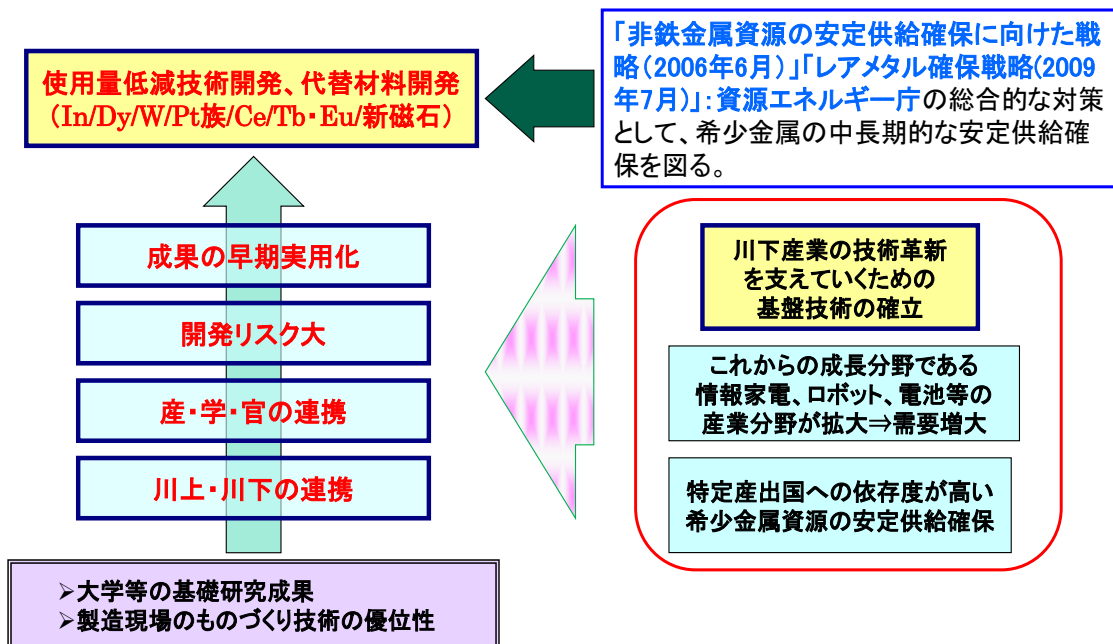 使用量低減技術開発、代替材料開発
（In/Dy/W/Pt族/Ce/Tb・Eu/新磁石）
「非鉄金属資源の安定供給確保に向けた戦
略（2006年6月）」「レアメタル確保戦略(2009
年7月)」：資源エネルギー庁の総合的な対策
として、希少金属の中長期的な安定供給確
保を図る。
成果の早期実用化
開発リスク大
産・学・官の連携
川上・川下の連携
川下産業の技術革新
を支えていくための
基盤技術の確立
これからの成長分野である
情報家電、ロボット、電池等の
産業分野が拡大⇒需要増大
特定産出国への依存度が高い
希少金属資源の安定供給確保
➢大学等の基礎研究成果
➢製造現場のものづくり技術の優位性